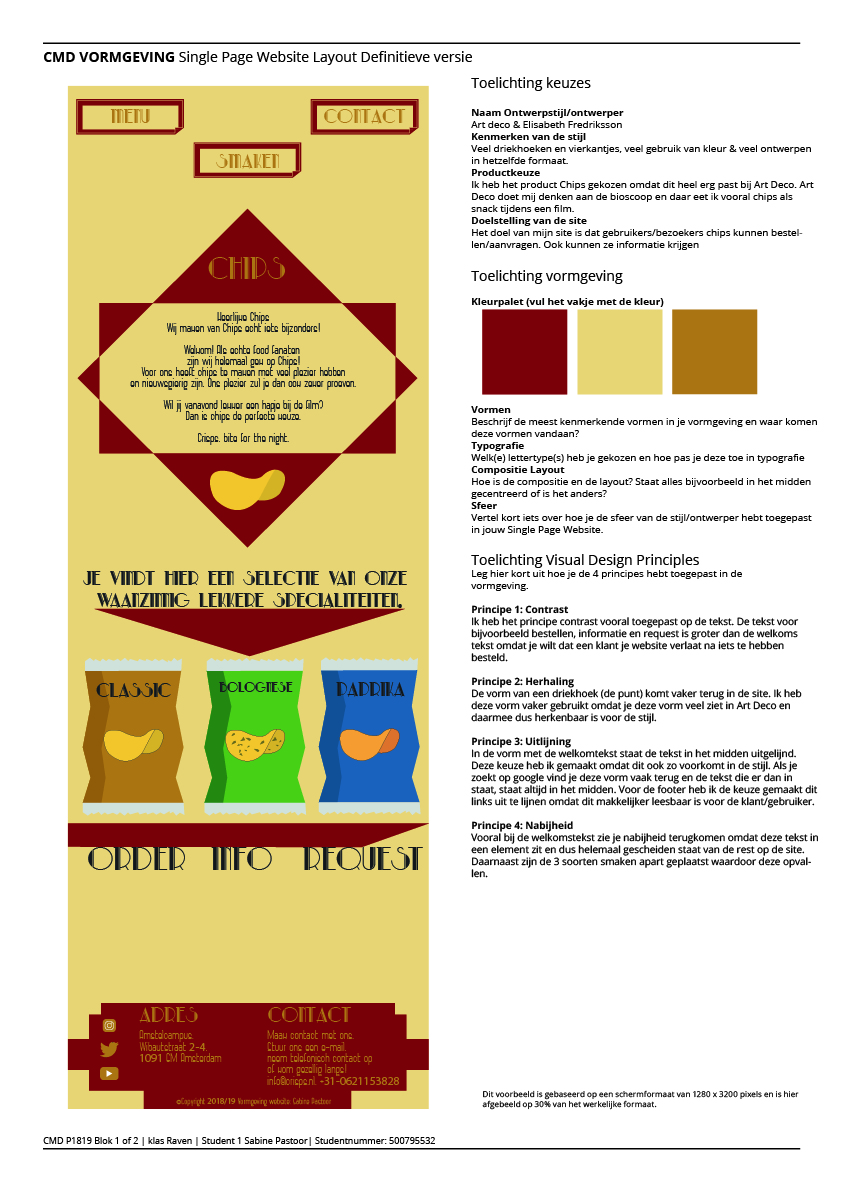 CMD VORMGEVING Single Page Website Layout Definitieve versie
MENU
CONTACT
SMAKEN
CHIPS
Heerlijke Chips
Wij maken van Chips echt iets bijzonders!
Welkom! Als echte food fanaten
zijn wij helemaal gek op Chips!
Voor ons heeft chips te maken met veel plezier hebben
en nieuwsgierig zijn. Ons plezier zul je dan ook zeker proeven.
Wil jij vanavond lekker een hapje bij de film?
Dan is chips de perfecte keuze.
Crisps. bite for the night.
JE VINDT HIER EEN SELECTIE VAN ONZE
WAANZINNIG LEKKERE SPECIALITEITEN.
CLASSIC
BOLOGNESE
PAPRIKA
ORDER INFO REQUEST
ADRES
Amstelcampus
Wibautstraat 2-4,
1091 GM Amsterdam
CONTACT
Maak contact met ons.
Stuur ons een e-mail,
neem telefonisch contact op
of kom gezellig langs!
info@crisps.nl, +31-0621153828
©Copyright 2018/19 Vormgeving website: Sabine Pastoor
Toelichting keuzes
Naam Ontwerpstijl/ontwerper
Art deco & Elisabeth Fredriksson
Kenmerken van de stijl
Veel driekhoeken en vierkantjes, veel gebruik van kleur & veel ontwerpen
in hetzelfde formaat.
Productkeuze
Ik heb het product Chips gekozen omdat dit heel erg past bij Art Deco. Art
Deco doet mij denken aan de bioscoop en daar eet ik vooral chips als
snack tijdens een film.
Doelstelling van de site
Het doel van mijn site is dat gebruikers/bezoekers chips kunnen bestel-
len/aanvragen. Ook kunnen ze informatie krijgen
Toelichting vormgeving
Kleurpalet (vul het vakje met de kleur)
Vormen
Beschrijf de meest kenmerkende vormen in je vormgeving en waar komen
deze vormen vandaan?
Typografie
Welk(e) lettertype(s) heb je gekozen en hoe pas je deze toe in typografie
Compositie Layout
Hoe is de compositie en de layout? Staat alles bijvoorbeeld in het midden
gecentreerd of is het anders?
Sfeer
Vertel kort iets over hoe je de sfeer van de stijl/ontwerper hebt toegepast
in jouw Single Page Website.
Toelichting Visual Design Principles
Leg hier kort uit hoe je de 4 principes hebt toegepast in de
vormgeving.
Principe 1: Contrast
Ik heb het principe contrast vooral toegepast op de tekst. De tekst voor
bijvoorbeeld bestellen, informatie en request is groter dan de welkoms
tekst omdat je wilt dat een klant je website verlaat na iets te hebben
besteld.
Principe 2: Herhaling
De vorm van een driekhoek (de punt) komt vaker terug in de site. Ik heb
deze vorm vaker gebruikt omdat je deze vorm veel ziet in Art Deco en
daarmee dus herkenbaar is voor de stijl.
Principe 3: Uitlijning
In de vorm met de welkomtekst staat de tekst in het midden uitgelijnd.
Deze keuze heb ik gemaakt omdat dit ook zo voorkomt in de stijl. Als je
zoekt op google vind je deze vorm vaak terug en de tekst die er dan in
staat, staat altijd in het midden. Voor de footer heb ik de keuze gemaakt dit
links uit te lijnen omdat dit makkelijker leesbaar is voor de klant/gebruiker.
Principe 4: Nabijheid
Vooral bij de welkomstekst zie je nabijheid terugkomen omdat deze tekst in
een element zit en dus helemaal gescheiden staat van de rest op de site.
Daarnaast zijn de 3 soorten smaken apart geplaatst waardoor deze opval-
len.
Dit voorbeeld is gebaseerd op een schermformaat van 1280 x 3200 pixels en is hier
afgebeeld op 30% van het werkelijke formaat.
CMD P1819 Blok 1 of 2 | klas Raven | Student 1 Sabine Pastoor| Studentnummer: 500795532